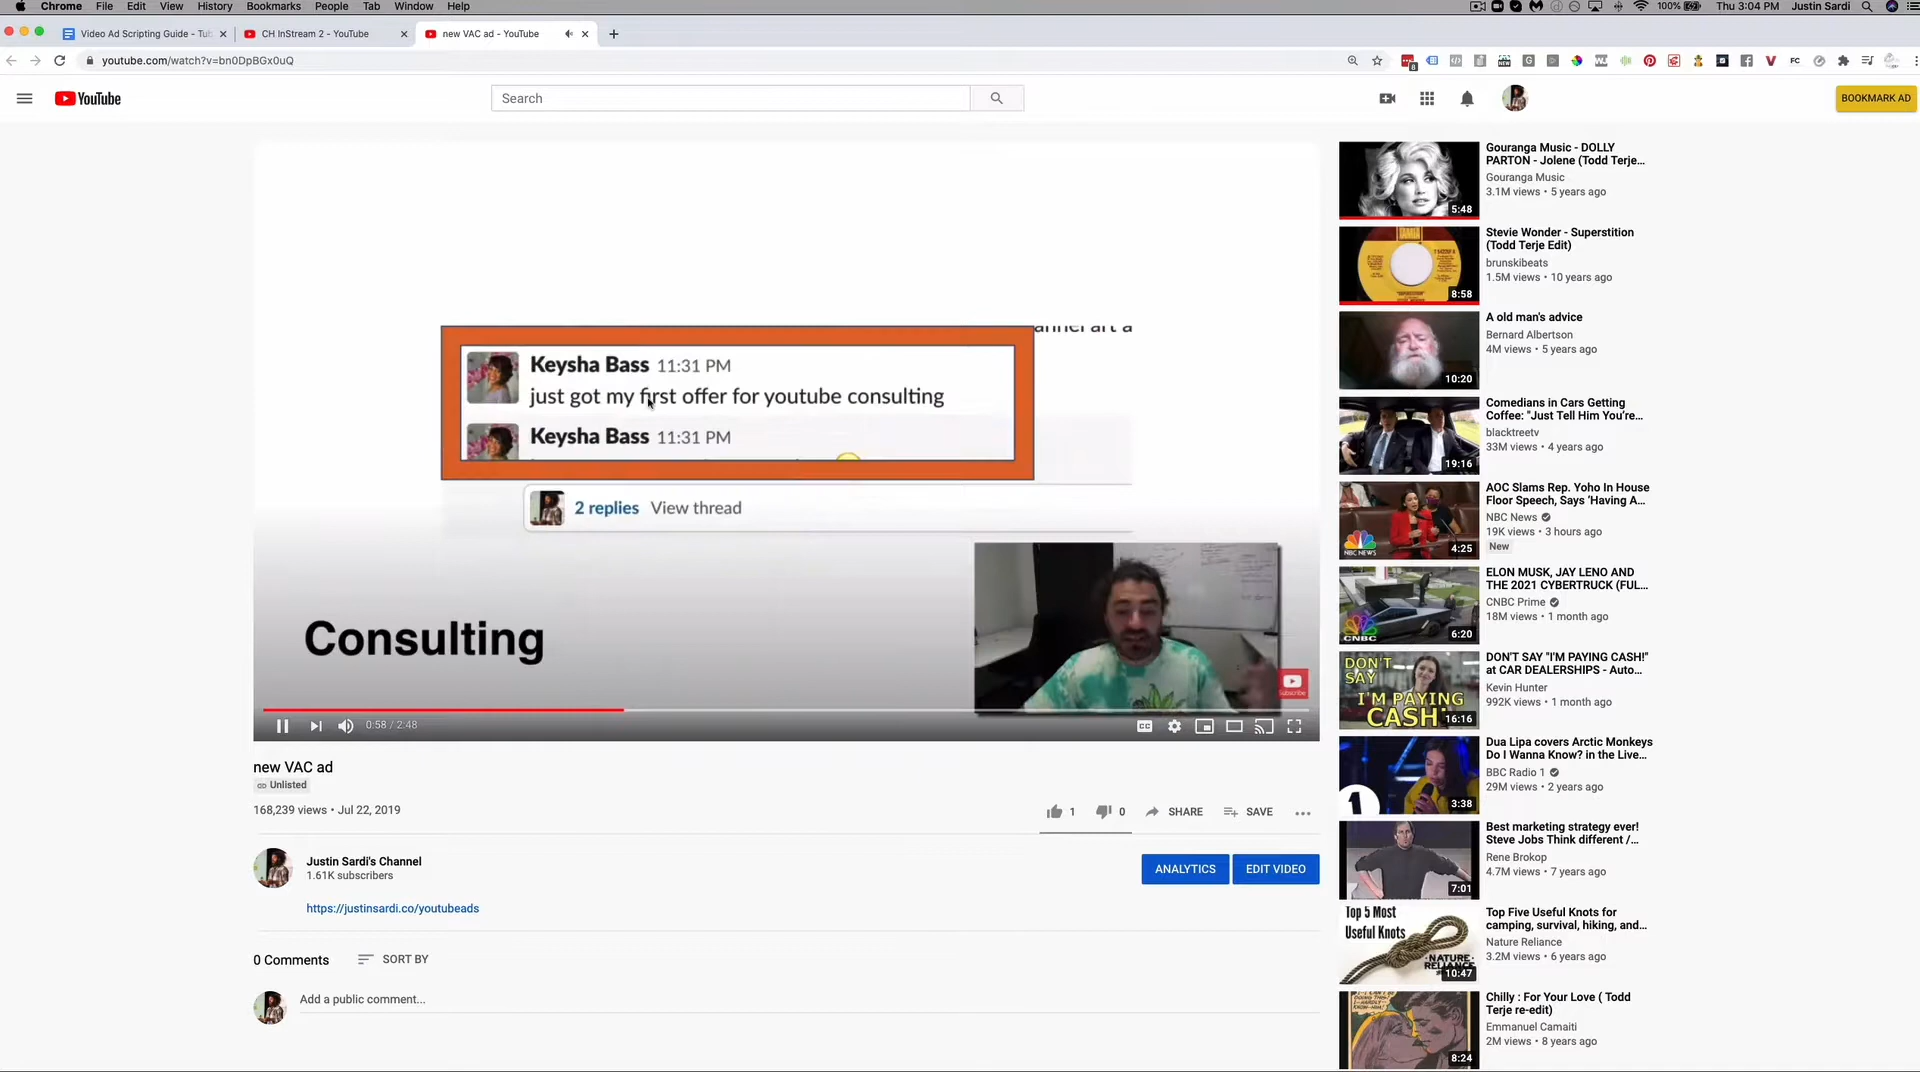 Chrome File Edit View History Bookmarks People Tab Window Help
100% Thu 3:04 PM Justin Sardi
Video Ad Scripting Guide - Tub
CH InStream 2 - YouTube
new VAC ad - YouTube
youtube.com/watch?v=bn0DpBGx0uQ
YouTube
Search
BOOKMARK AD
annel art a
Keysha Bass 11:31 PM
just got my first offer for youtube consulting
Keysha Bass 11:31 PM
2 replies View thread
Consulting
Subscribe
0:58 / 2:48
new VAC ad
Unlisted
168,239 views • Jul 22, 2019
1 0 SHARE SAVE
Justin Sardi's Channel
1.61K subscribers
ANALYTICS EDIT VIDEO
https://justinsardi.co/youtubeads
0 Comments SORT BY
Add a public comment...
Gouranga Music - DOLLY
PARTON - Jolene (Todd Terje...
Gouranga Music
3.1M views • 5 years ago
5:48
Stevie Wonder - Superstition
(Todd Terje Edit)
brunskibeats
1.5M views • 10 years ago
TAMLA
8:58
A old man's advice
Bernard Albertson
4M views • 5 years ago
10:20
Comedians in Cars Getting
Coffee: "Just Tell Him You're...
blacktreetv
33M views • 4 years ago
19:16
AOC Slams Rep. Yoho In House
Floor Speech, Says 'Having A...
NBC News
19K views • 3 hours ago
New
NBC NEWS
4:25
ELON MUSK, JAY LENO AND
THE 2021 CYBERTRUCK (FUL...
CNBC Prime
18M views • 1 month ago
CNBC
6:20
DON'T SAY "I'M PAYING CASH!"
at CAR DEALERSHIPS - Auto...
Kevin Hunter
992K views • 1 month ago
DON'T
SAY
I'M PAYING
CASH!
16:16
Dua Lipa covers Arctic Monkeys
Do I Wanna Know? in the Live...
BBC Radio 1
29M views • 2 years ago
1
3:38
Best marketing strategy ever!
Steve Jobs Think different /...
Rene Brokop
4.7M views • 7 years ago
7:01
Top Five Useful Knots for
camping, survival, hiking, and...
Nature Reliance
3.2M views • 6 years ago
Top 5 Most
Useful Knots
NATURE
RELIANCE
10:47
Chilly : For Your Love ( Todd
Terje re-edit)
Emmanuel Camaiti
2M views • 8 years ago
8:24